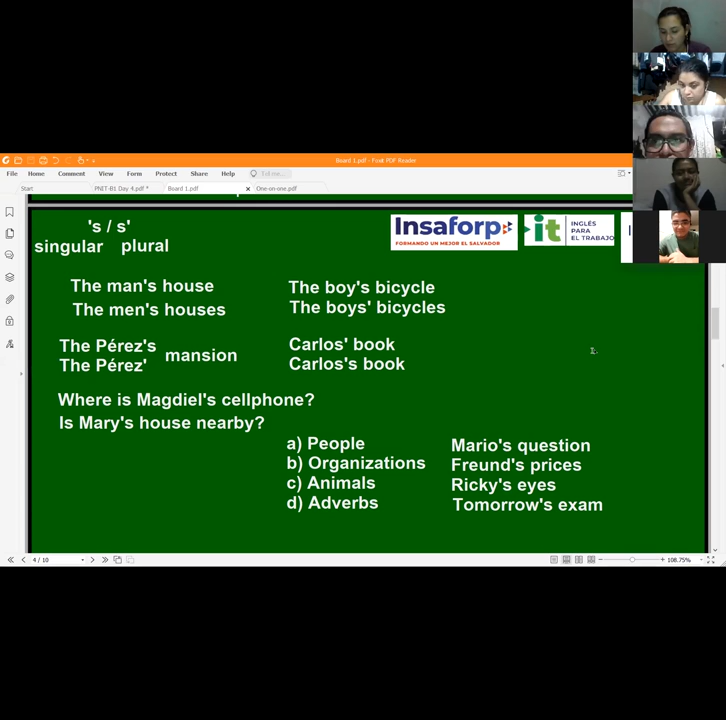 Board 1.pdf - Foxit PDF Reader
File Home Comment View Form Protect Share Help Tell me...
Start PNIT-B1 Day 4.pdf * Board 1.pdf One-on-one.pdf
's / s'
singular plural
Insaforp
FORMANDO UN MEJOR EL SALVADOR
it INGLÉS PARA EL TRABAJO
The man's house
The men's houses
The boy's bicycle
The boys' bicycles
The Pérez's
The Pérez'
mansion
Carlos' book
Carlos's book
Where is Magdiel's cellphone?
Is Mary's house nearby?
a) People Mario's question
b) Organizations Freund's prices
c) Animals Ricky's eyes
d) Adverbs Tomorrow's exam
4 / 10
108.75%